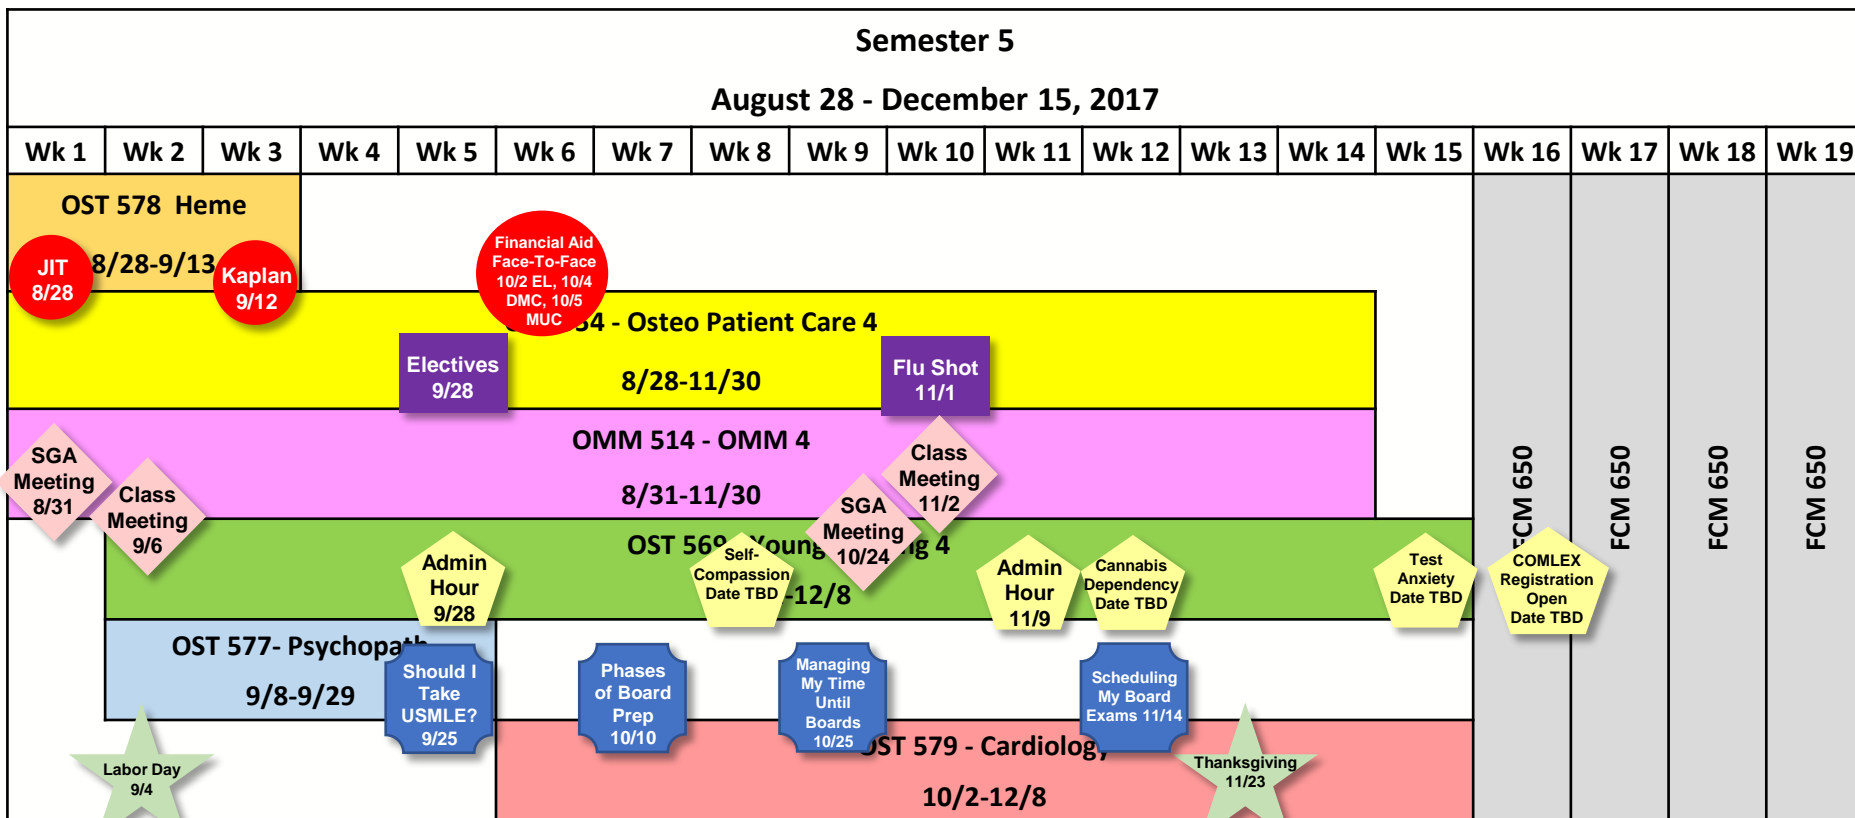 Semester 5
August 28 - December 15, 2017
Wk 1 Wk 2 Wk 3 Wk 4 Wk 5 Wk 6 Wk 7 Wk 8 Wk 9 Wk 10 Wk 11 Wk 12 Wk 13 Wk 14 Wk 15 Wk 16 Wk 17 Wk 18 Wk 19
OST 578 Heme
8/28-9/13
JIT
8/28
Kaplan
9/12
Financial Aid
Face-To-Face
10/2 EL, 10/4
DMC, 10/5
MUC
54 - Osteo Patient Care 4
8/28-11/30
Electives
9/28
Flu Shot
11/1
OMM 514 - OMM 4
8/31-11/30
SGA
Meeting
8/31
Class
Meeting
9/6
SGA
Meeting
10/24
Class
Meeting
11/2
OST 569 4
-12/8
Admin
Hour
9/28
Self-
Compassion
Date TBD
Admin
Hour
11/9
Cannabis
Dependency
Date TBD
Test
Anxiety
Date TBD
COMLEX
Registration
Open
Date TBD
FCM 650
FCM 650
FCM 650
FCM 650
OST 577- Psychopath
9/8-9/29
Should I
Take
USMLE?
9/25
Phases
of Board
Prep
10/10
Managing
My Time
Until
Boards
10/25
Scheduling
My Board
Exams 11/14
OST 579 - Cardiology
10/2-12/8
Labor Day
9/4
Thanksgiving
11/23